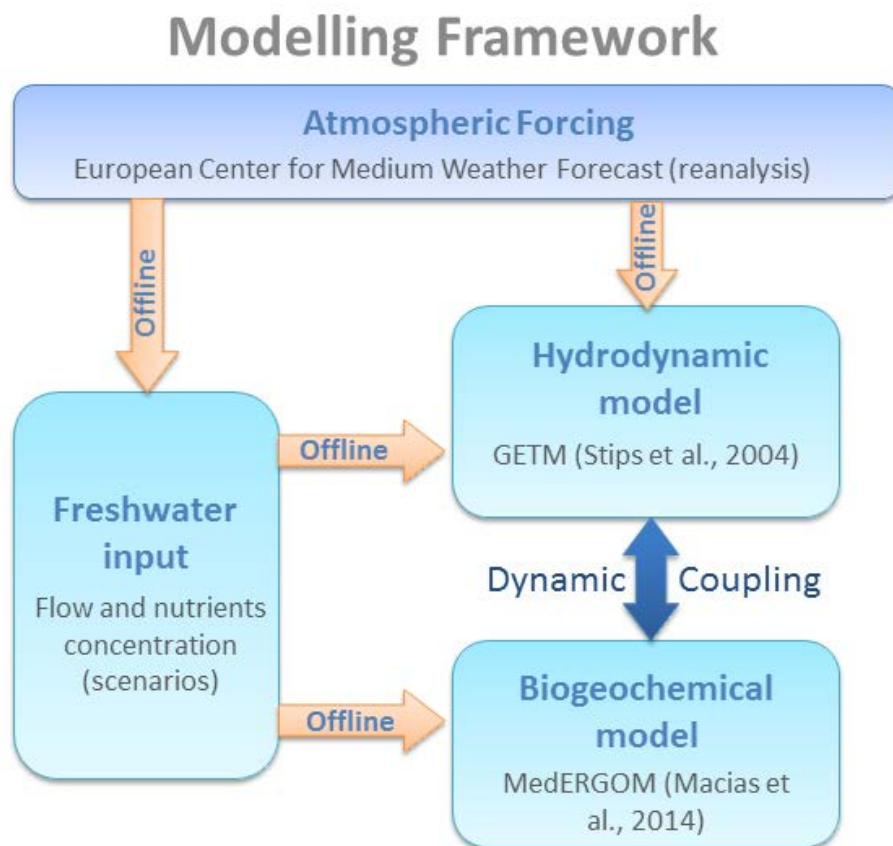 Modelling Framework
Atmospheric Forcing
European Center for Medium Weather Forecast (reanalysis)
Offline
Offline
Hydrodynamic
model
GETM (Stips et al., 2004)
Offline
Freshwater
input
Flow and nutrients
concentration
(scenarios)
Dynamic Coupling
Offline
Biogeochemical
model
MedERGOM (Macias et
al., 2014)